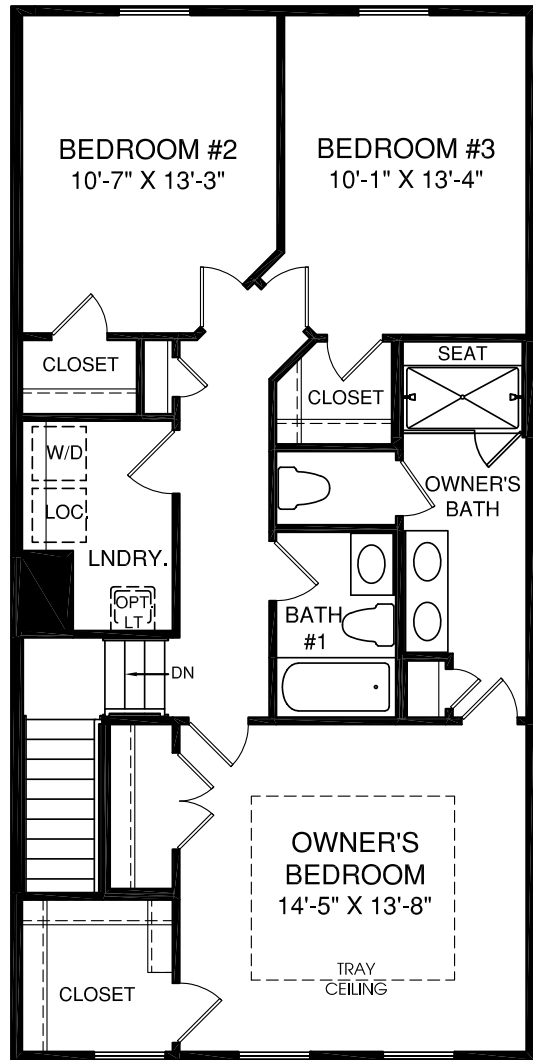 BEDROOM #2
10'-7" X 13'-3"
BEDROOM #3
10'-1" X 13'-4"
CLOSET
CLOSET
SEAT
W/D
LOC.
LNDRY.
OPT.
LT
OWNER'S
BATH
BATH
#1
DN
OWNER'S
BEDROOM
14'-5" X 13'-8"
TRAY
CEILING
CLOSET